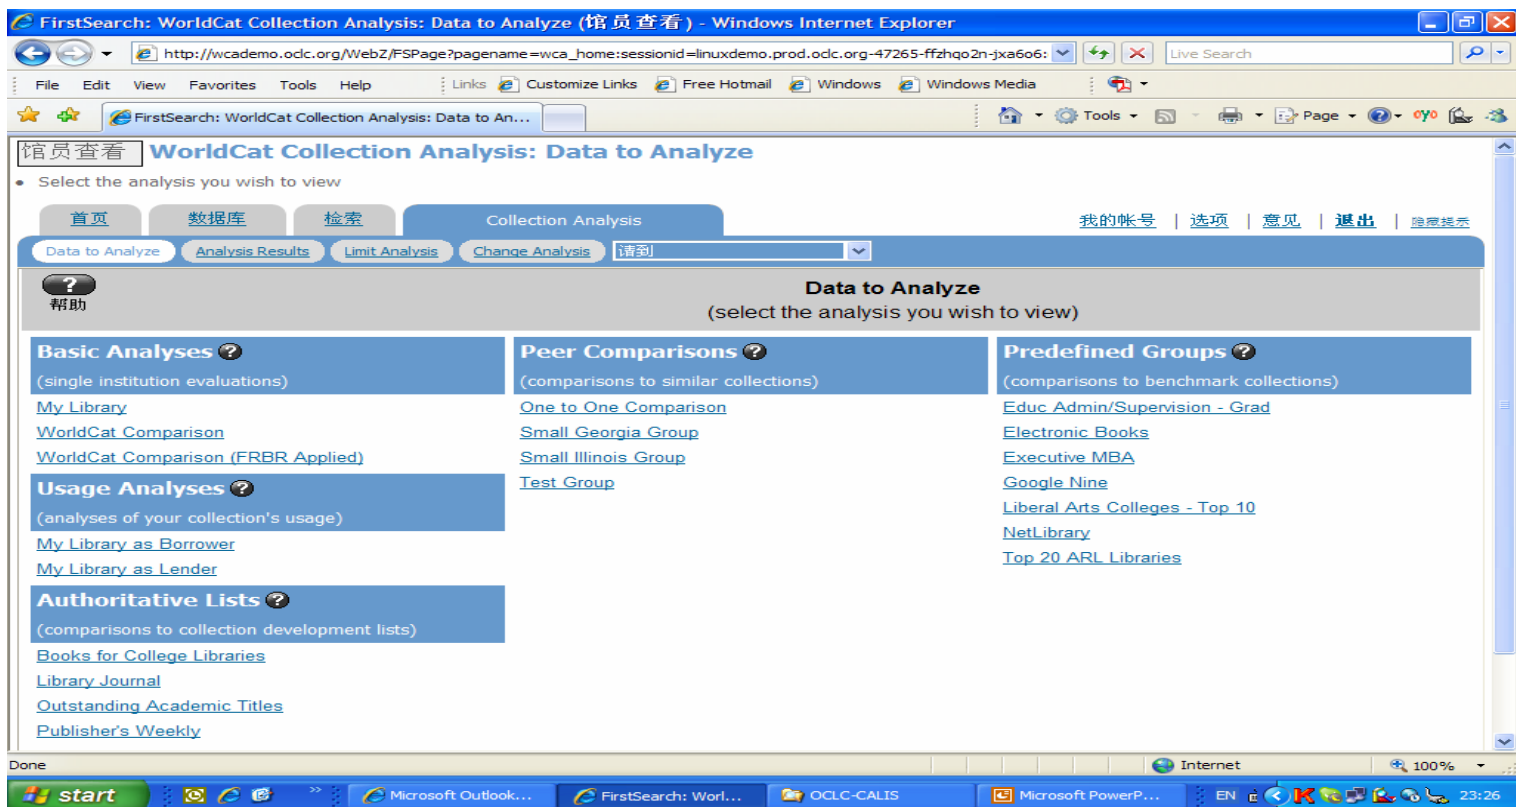 FirstSearch: WorldCat Collection Analysis: Data to Analyze (馆员查看) - Windows Internet Explorer
http://wcademo.oclc.org/WebZ/FSPage?pagename=wca_home:sessionid=linuxdemo.prod.oclc.org-47265-ffzhqo2n-jxa6o6: Live Search
File Edit View Favorites Tools Help Links Customize Links Free Hotmail Windows Windows Media
FirstSearch: WorldCat Collection Analysis: Data to An... Tools Page
馆员查看 WorldCat Collection Analysis: Data to Analyze
• Select the analysis you wish to view
首页 数据库 检索 Collection Analysis 我的帐号 | 选项 | 意见 | 退出 | 隐藏提示
Data to Analyze Analysis Results Limit Analysis Change Analysis 请到
? 帮助
Data to Analyze
(select the analysis you wish to view)
Basic Analyses ?
(single institution evaluations)
My Library
WorldCat Comparison
WorldCat Comparison (FRBR Applied)
Usage Analyses ?
(analyses of your collection's usage)
My Library as Borrower
My Library as Lender
Authoritative Lists ?
(comparisons to collection development lists)
Books for College Libraries
Library Journal
Outstanding Academic Titles
Publisher's Weekly
Peer Comparisons ?
(comparisons to similar collections)
One to One Comparison
Small Georgia Group
Small Illinois Group
Test Group
Predefined Groups ?
(comparisons to benchmark collections)
Educ Admin/Supervision - Grad
Electronic Books
Executive MBA
Google Nine
Liberal Arts Colleges - Top 10
NetLibrary
Top 20 ARL Libraries
Done Internet 100%
start Microsoft Outlook... FirstSearch: Worl... OCLC-CALIS Microsoft PowerP... EN 23:26